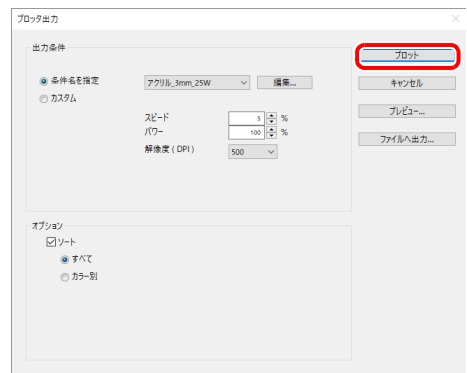 プロッタ出力
出力条件
プロット
条件名を指定
アクリル_3mm_25W
編集...
キャンセル
カスタム
プレビュー...
スピード
5
%
パワー
100
%
ファイルへ出力...
解像度 ( DPI )
500
オプション
ソート
すべて
カラー別